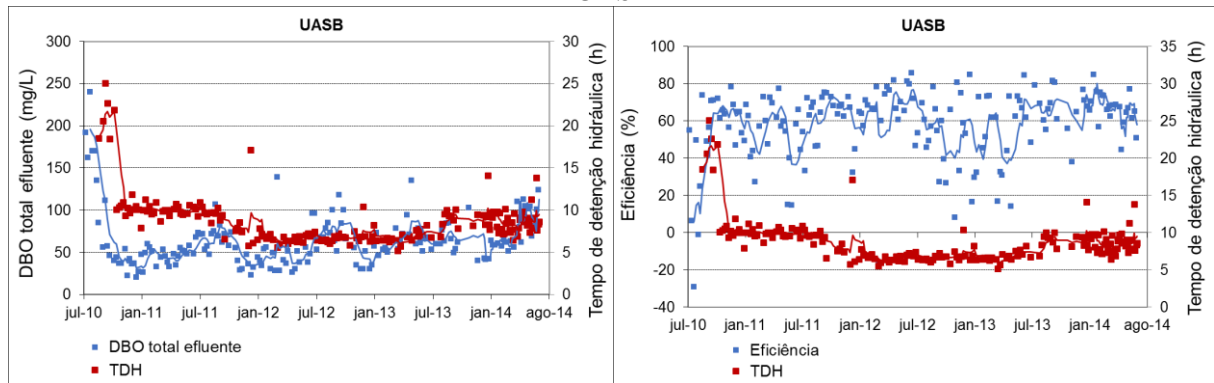 UASB
DBO total efluente (mg/L)
300
250
200
150
100
50
0
30
25
20
15
10
5
0
Tempo de detenção hidráulica (h)
jul-10 jan-11 jul-11 jan-12 jul-12 jan-13 jul-13 jan-14 ago-14
DBO total efluente
TDH
UASB
Eficiência (%)
100
80
60
40
20
0
-20
-40
35
30
25
20
15
10
5
0
Tempo de detenção hidráulica (h)
jul-10 jan-11 jul-11 jan-12 jul-12 jan-13 jul-13 jan-14 ago-14
Eficiência
TDH